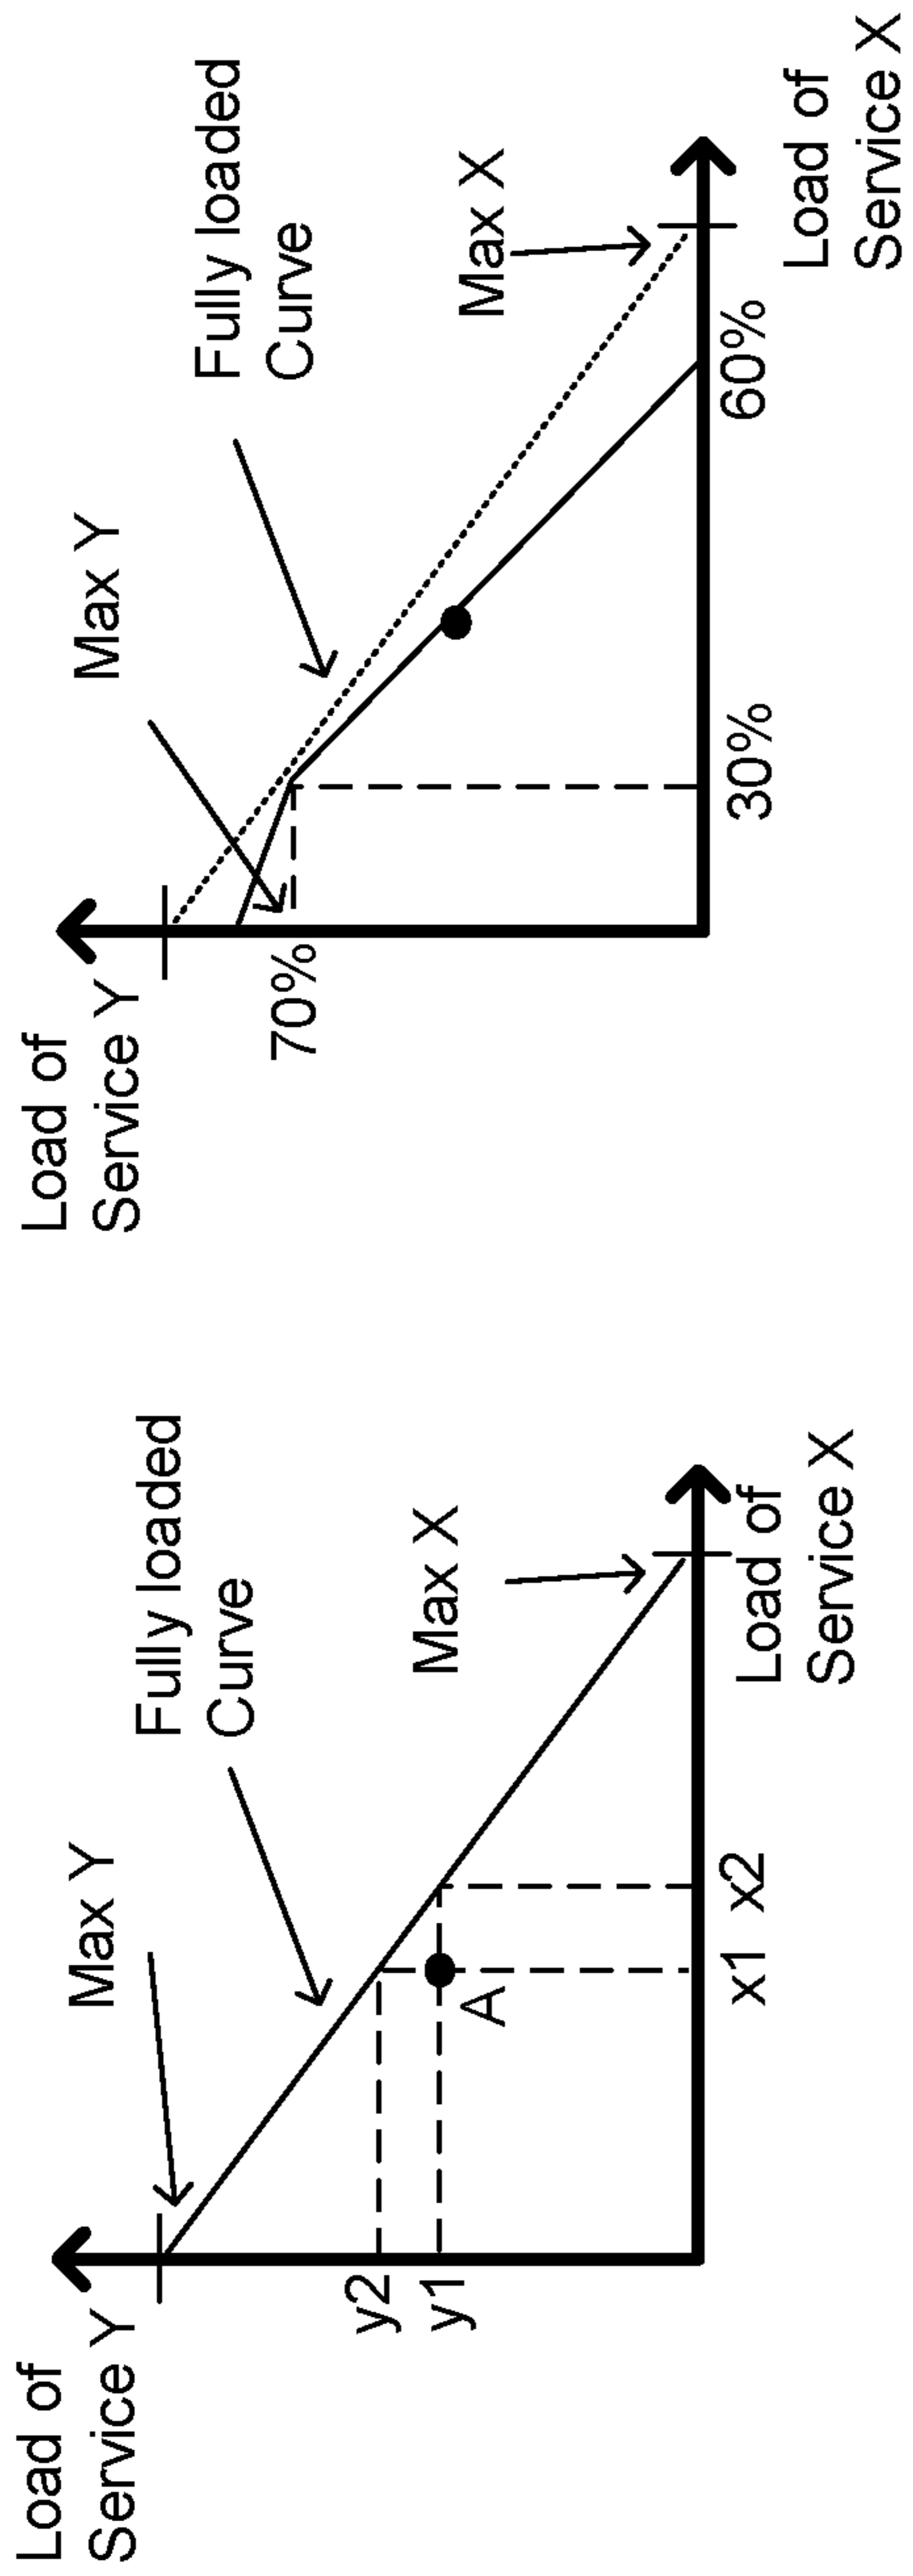 Load of
Service Y
Max Y
Fully loaded
Curve
y2
y1
A
Max X
x1 x2
Load of
Service X
Load of
Service Y
Max Y
Fully loaded
Curve
70%
Max X
30%
60%
Load of
Service X